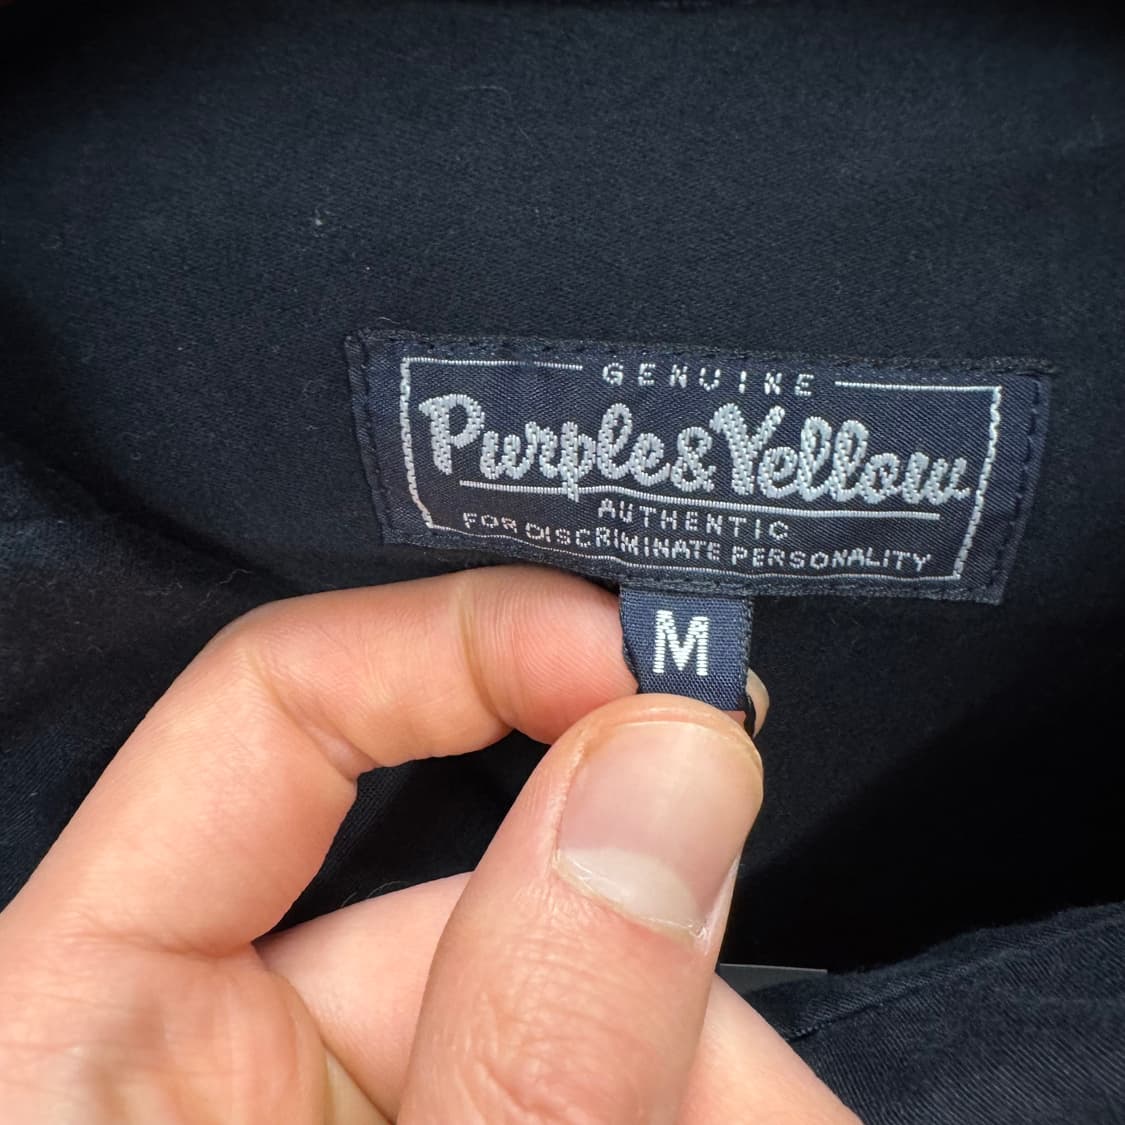 GENUINE
Purple&Yellow
AUTHENTIC
FOR DISCRIMINATE PERSONALITY
M